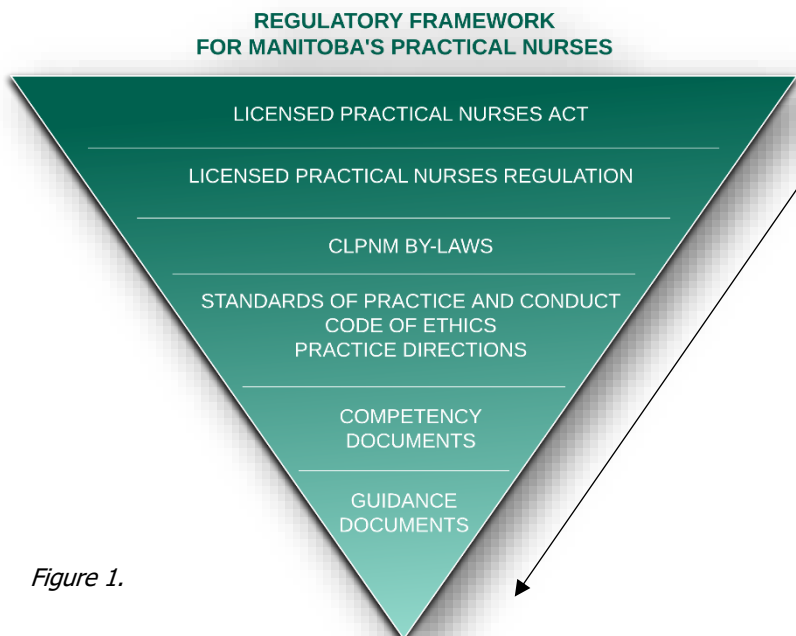 REGULATORY FRAMEWORK
FOR MANITOBA'S PRACTICAL NURSES
LICENSED PRACTICAL NURSES ACT
LICENSED PRACTICAL NURSES REGULATION
CLPNM BY-LAWS
STANDARDS OF PRACTICE AND CONDUCT
CODE OF ETHICS
PRACTICE DIRECTIONS
COMPETENCY
DOCUMENTS
GUIDANCE
DOCUMENTS
Figure 1.